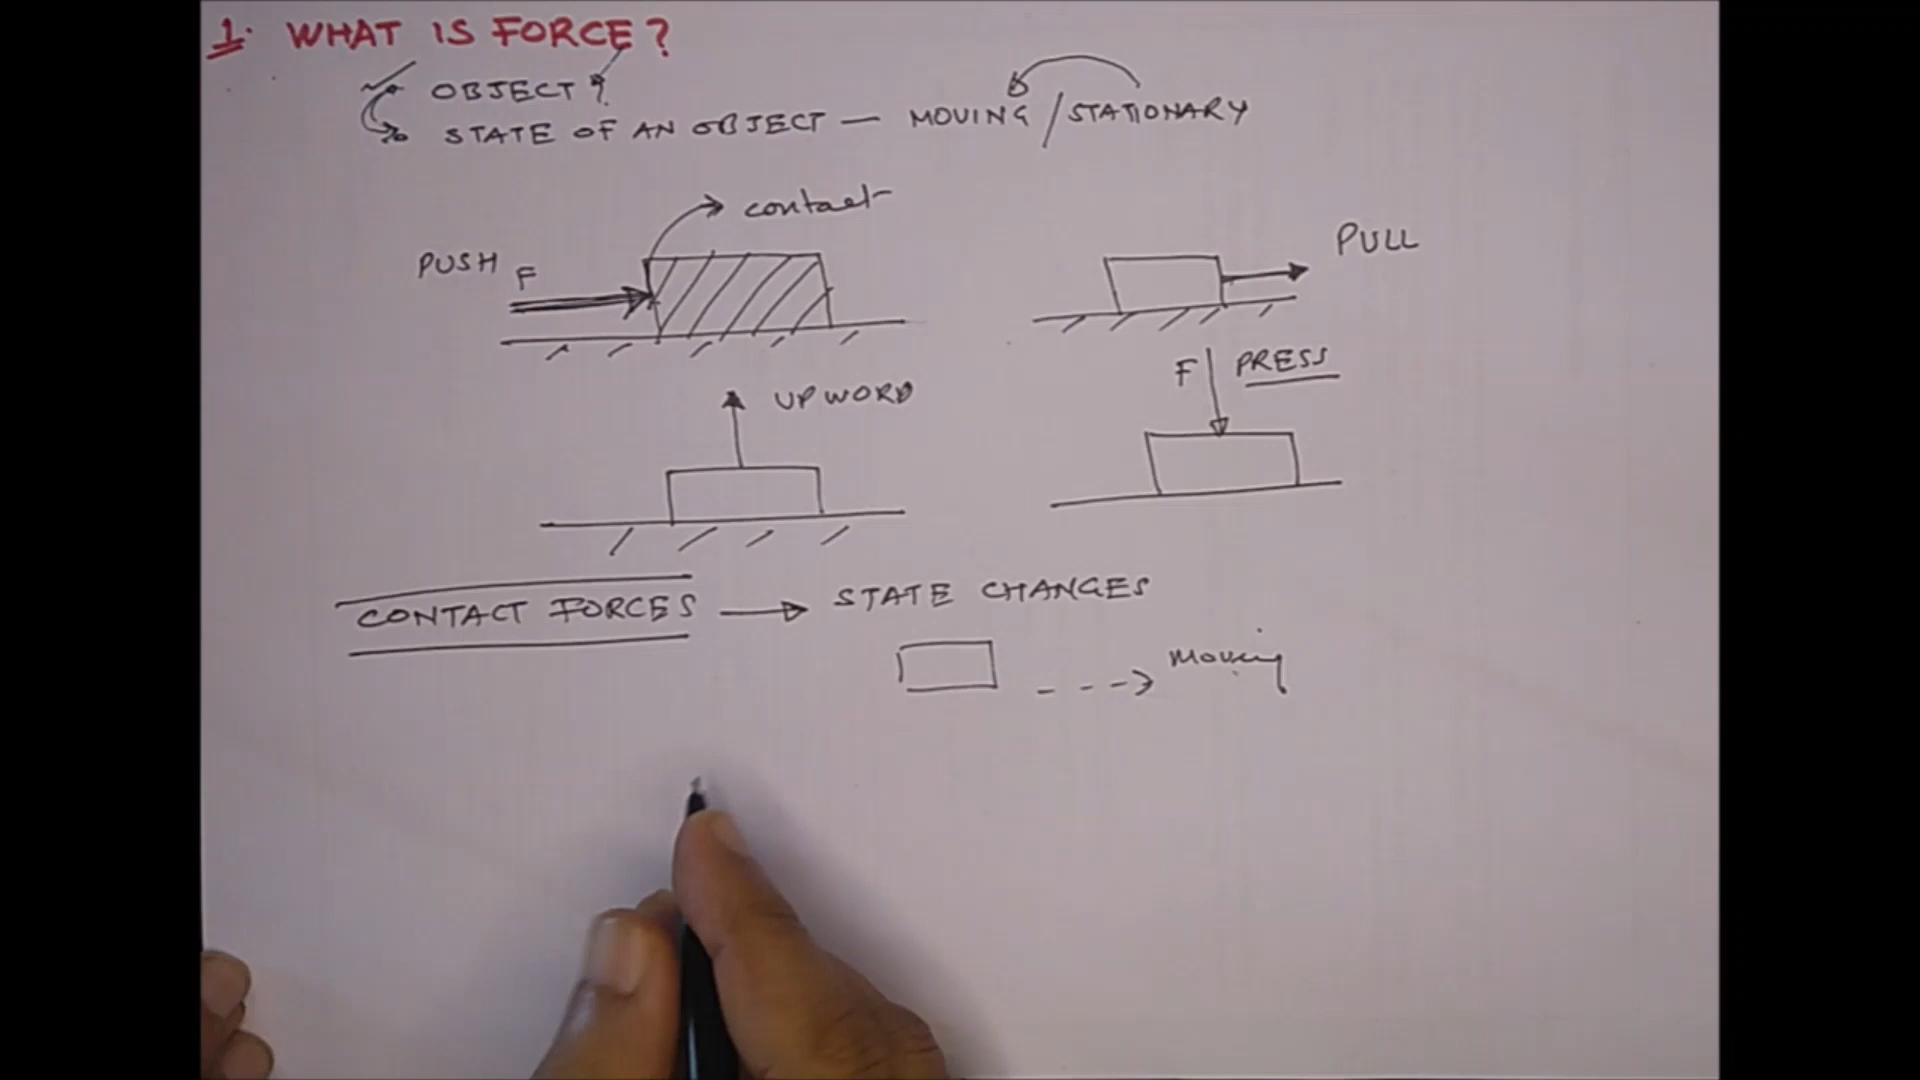 1. WHAT IS FORCE?
OBJECT?
STATE OF AN OBJECT — MOVING / STATIONARY
contact
PUSH F
PULL
F PRESS
UPWORD
CONTACT FORCES → STATE CHANGES
Moving